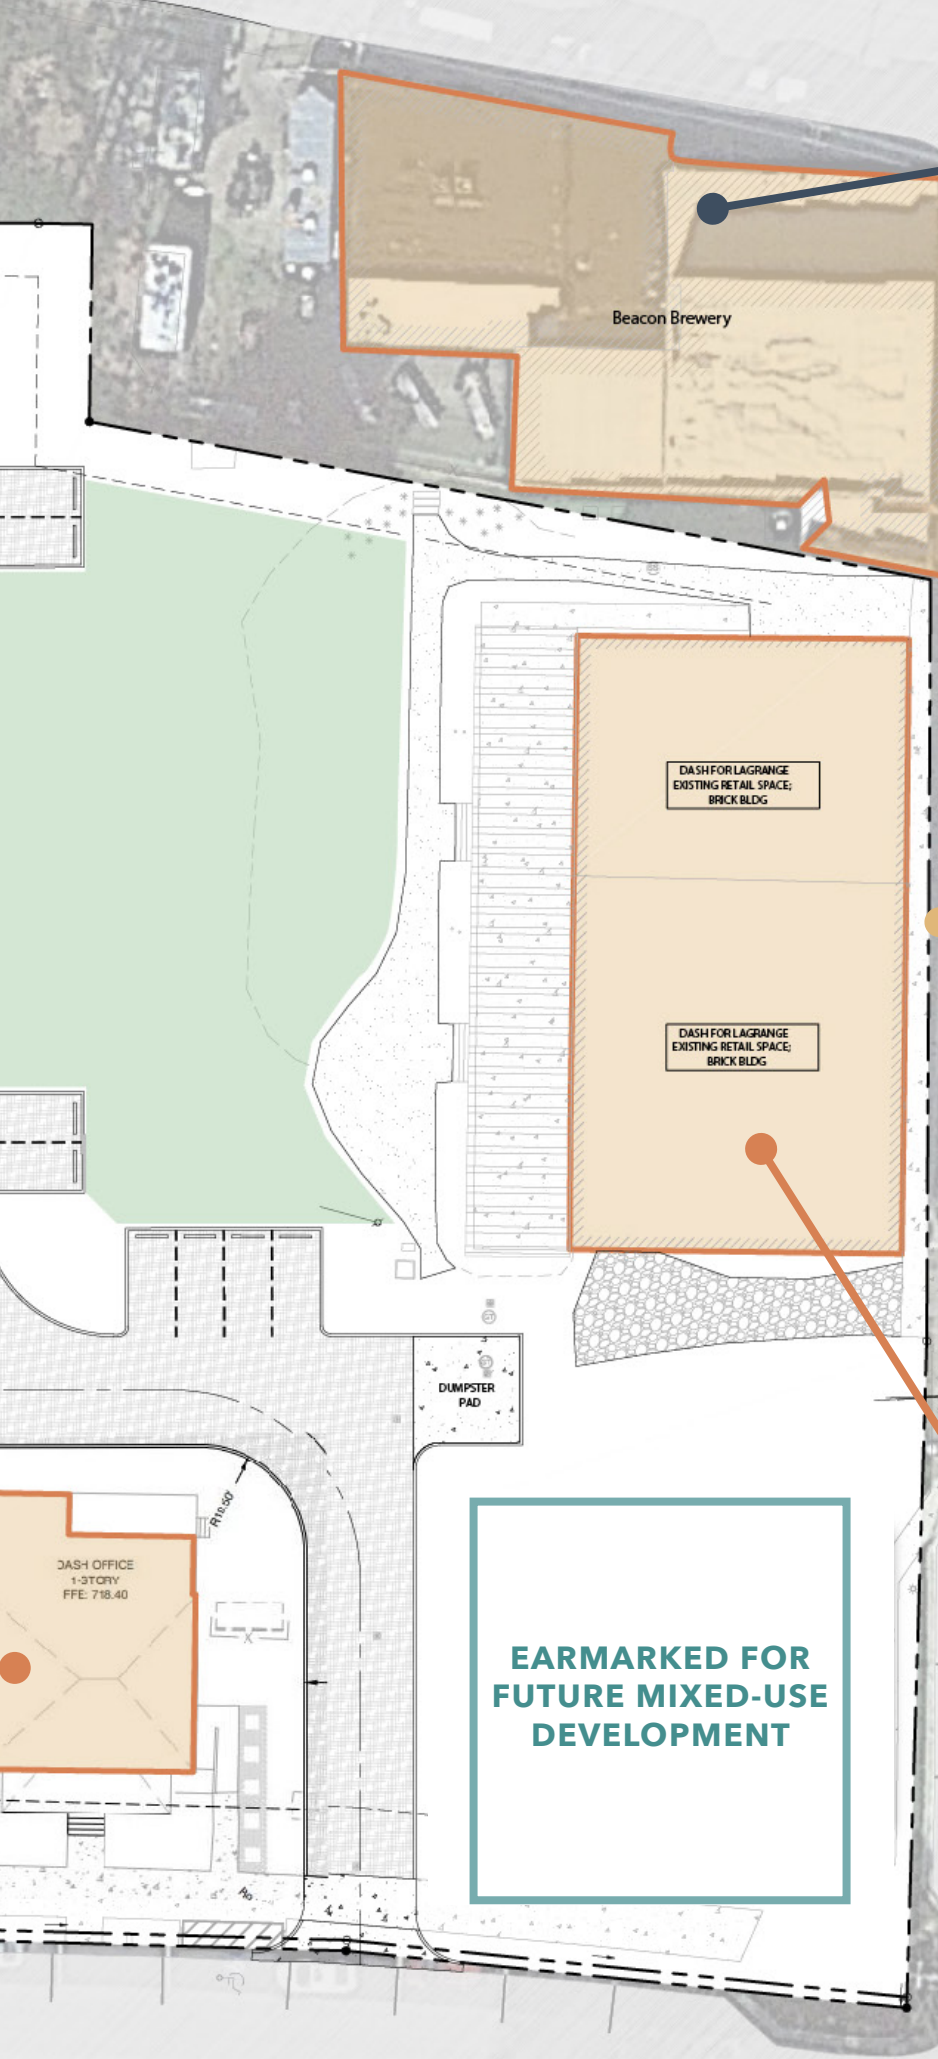 Beacon Brewery
DASH FOR LAGRANGE
EXISTING RETAIL SPACE;
BRICK BLDG
DASH FOR LAGRANGE
EXISTING RETAIL SPACE;
BRICK BLDG
DUMPSTER
PAD
R19.50'
DASH OFFICE
1-STORY
FFE: 718.40
EARMARKED FOR
FUTURE MIXED-USE
DEVELOPMENT